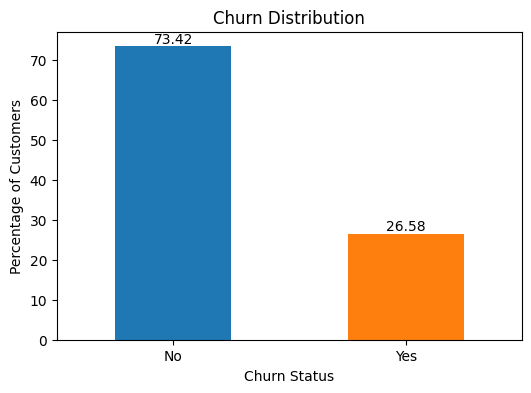 Churn Distribution
73.42
26.58
Percentage of Customers
70
60
50
40
30
20
10
0
No
Yes
Churn Status